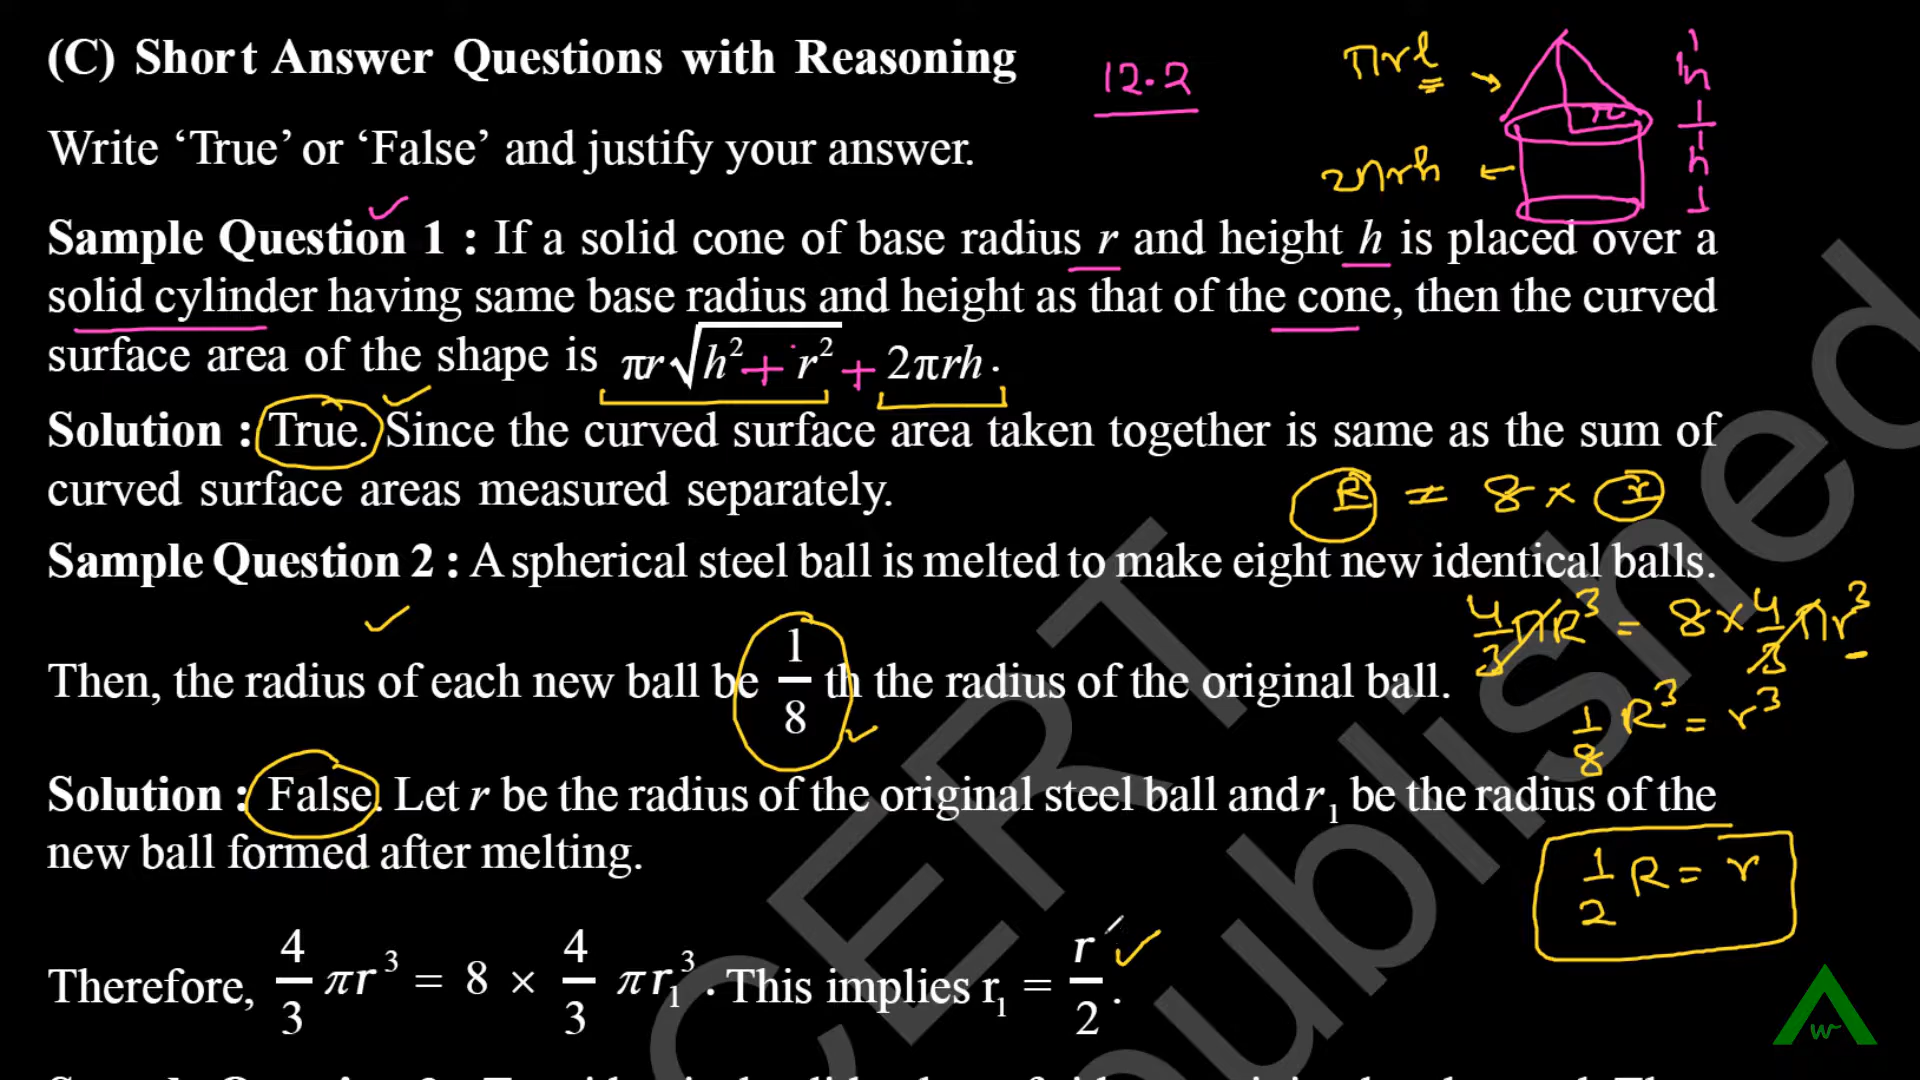 (C) Short Answer Questions with Reasoning
12.2
πrl
h
Write ‘True’ or ‘False’ and justify your answer.
2πrh
h
r
Sample Question 1 : If a solid cone of base radius r and height h is placed over a
solid cylinder having same base radius and height as that of the cone, then the curved
surface area of the shape is πr√h² + r² + 2πrh.
Solution : True. Since the curved surface area taken together is same as the sum of
curved surface areas measured separately.
R = 8 × r
Sample Question 2 : A spherical steel ball is melted to make eight new identical balls.
4/3 πR³ = 8 × 4/3 πr³
Then, the radius of each new ball be 1/8 th the radius of the original ball.
1/8 R³ = r³
Solution : False. Let r be the radius of the original steel ball and r₁ be the radius of the
new ball formed after melting.
1/2 R = r
Therefore, 4/3 πr³ = 8 × 4/3 πr₁³. This implies r₁ = r/2.
CERT
published
W